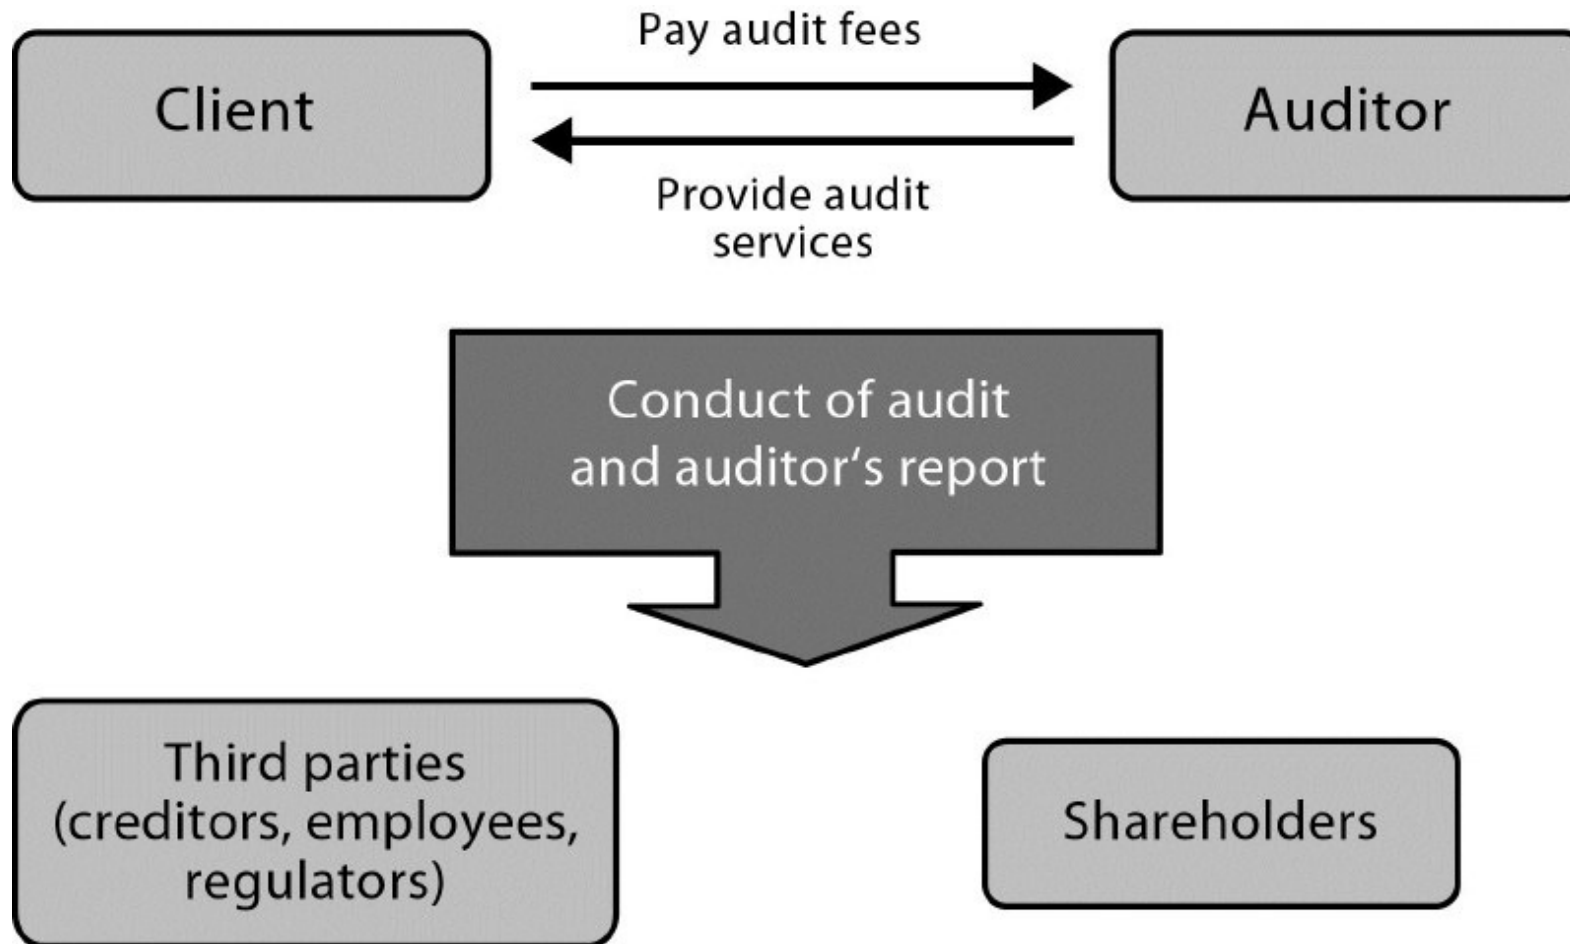 Pay audit fees
Client
Auditor
Provide audit
services
Conduct of audit
and auditor‘s report
Third parties
(creditors, employees,
regulators)
Shareholders